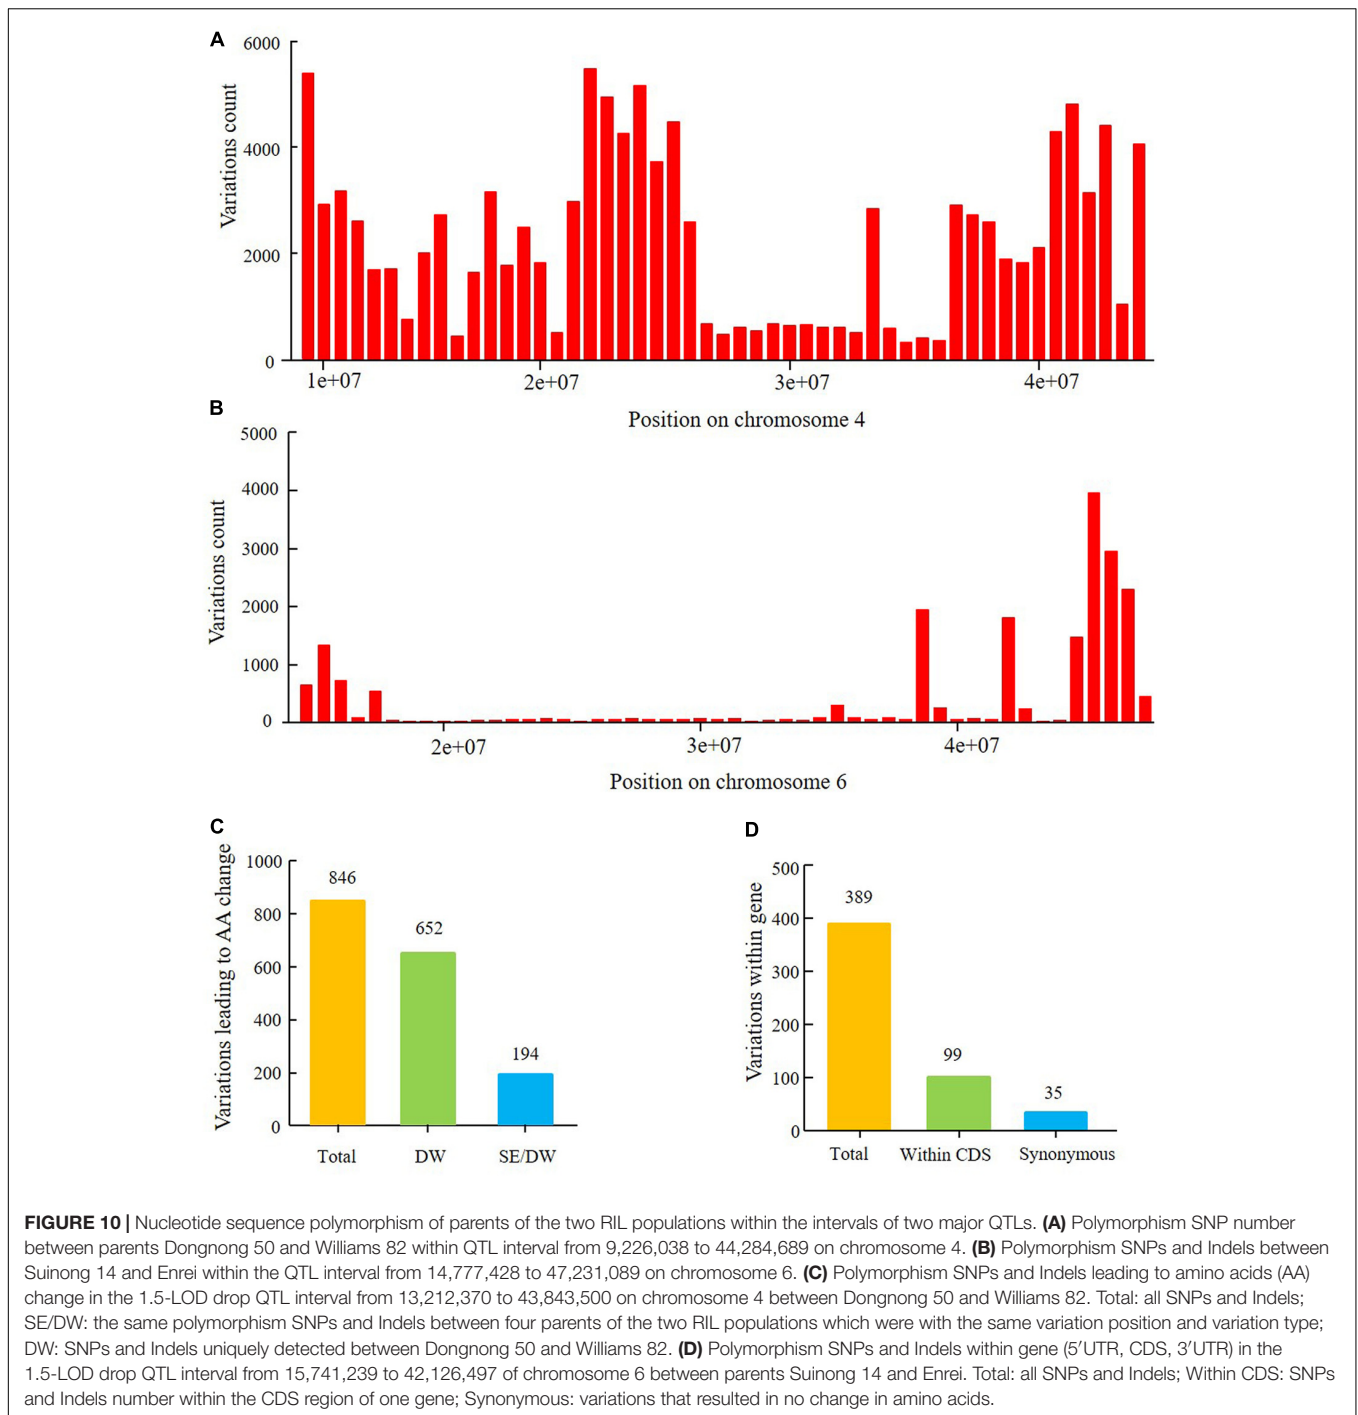 A
6000
4000
2000
0
Variations count
1e+07 2e+07 3e+07 4e+07
Position on chromosome 4
B
5000
4000
3000
2000
1000
0
Variations count
2e+07 3e+07 4e+07
Position on chromosome 6
C
1000
800
600
400
200
0
Variations leading to AA change
846
652
194
Total DW SE/DW
D
500
400
300
200
100
0
Variations within gene
389
99
35
Total Within CDS Synonymous
FIGURE 10 | Nucleotide sequence polymorphism of parents of the two RIL populations within the intervals of two major QTLs. (A) Polymorphism SNP number
between parents Dongnong 50 and Williams 82 within QTL interval from 9,226,038 to 44,284,689 on chromosome 4. (B) Polymorphism SNPs and Indels between
Suinong 14 and Enrei within the QTL interval from 14,777,428 to 47,231,089 on chromosome 6. (C) Polymorphism SNPs and Indels leading to amino acids (AA)
change in the 1.5-LOD drop QTL interval from 13,212,370 to 43,843,500 on chromosome 4 between Dongnong 50 and Williams 82. Total: all SNPs and Indels;
SE/DW: the same polymorphism SNPs and Indels between four parents of the two RIL populations which were with the same variation position and variation type;
DW: SNPs and Indels uniquely detected between Dongnong 50 and Williams 82. (D) Polymorphism SNPs and Indels within gene (5′UTR, CDS, 3′UTR) in the
1.5-LOD drop QTL interval from 15,741,239 to 42,126,497 of chromosome 6 between parents Suinong 14 and Enrei. Total: all SNPs and Indels; Within CDS: SNPs
and Indels number within the CDS region of one gene; Synonymous: variations that resulted in no change in amino acids.